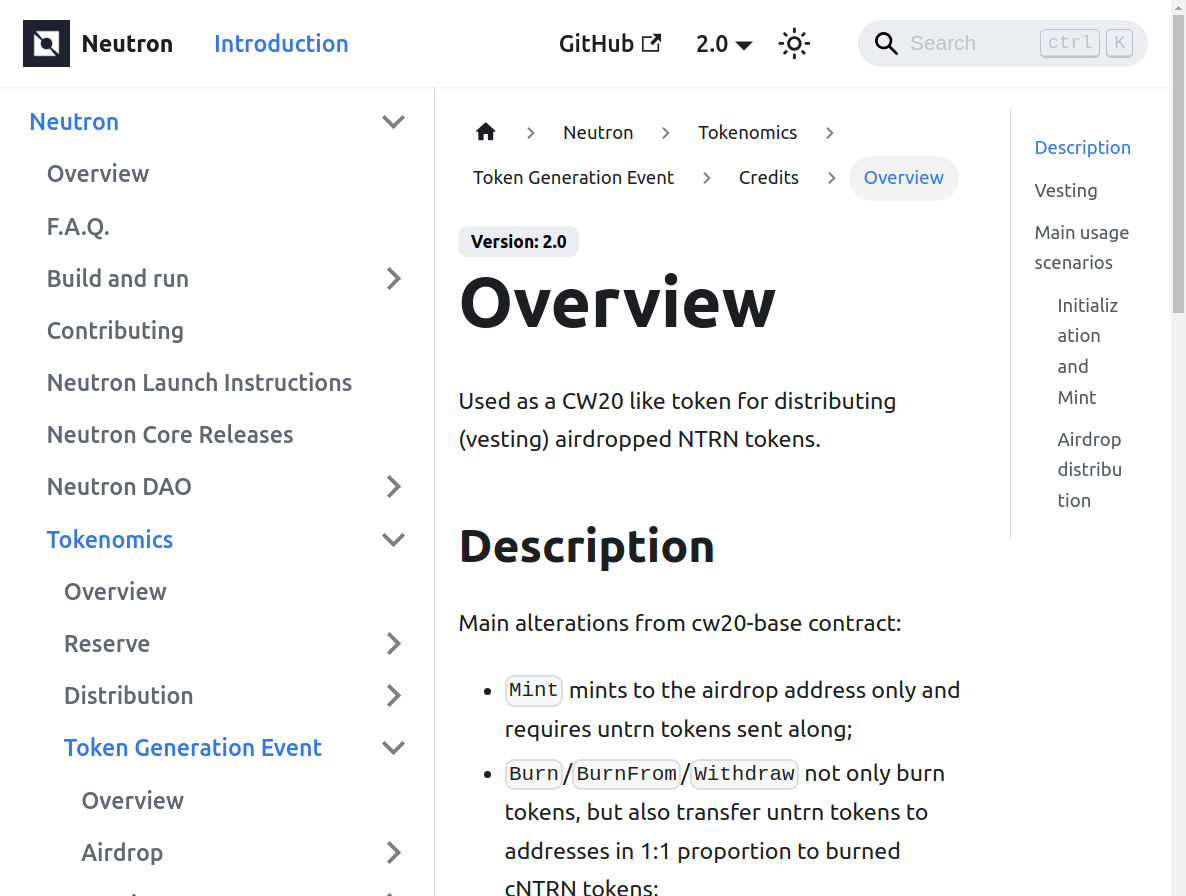 Neutron Introduction GitHub 2.0 Search ctrl K
Neutron
Overview
F.A.Q.
Build and run
Contributing
Neutron Launch Instructions
Neutron Core Releases
Neutron DAO
Tokenomics
Overview
Reserve
Distribution
Token Generation Event
Overview
Airdrop
Neutron Tokenomics
Token Generation Event Credits Overview
Version: 2.0
Overview
Used as a CW20 like token for distributing
(vesting) airdropped NTRN tokens.
Description
Main alterations from cw20-base contract:
• Mint mints to the airdrop address only and
requires untrn tokens sent along;
• Burn/BurnFrom/Withdraw not only burn
tokens, but also transfer untrn tokens to
addresses in 1:1 proportion to burned
cNTRN tokens;
Description
Vesting
Main usage
scenarios
Initializ
ation
and
Mint
Airdrop
distribu
tion